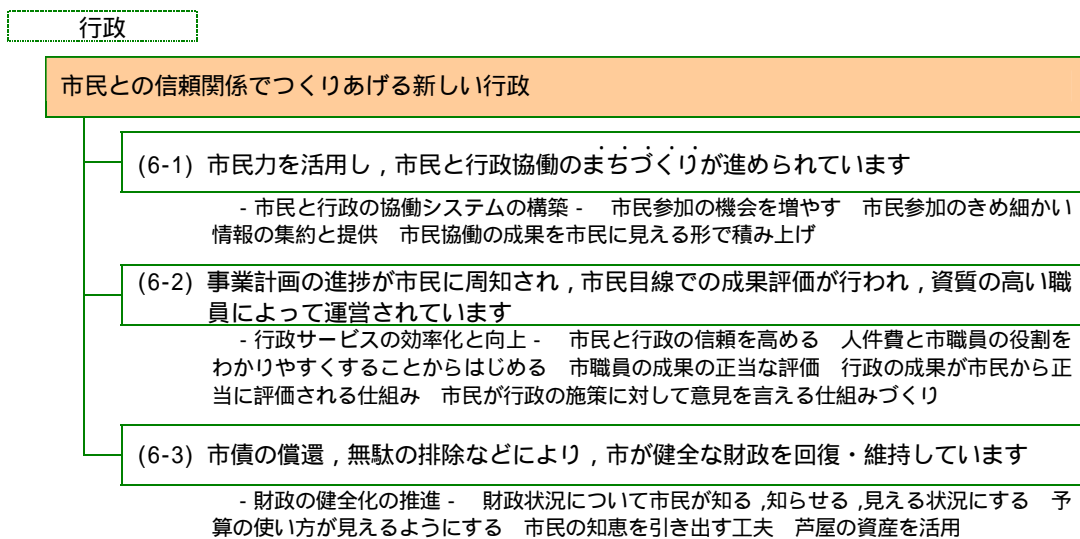 行政
市民との信頼関係でつくりあげる新しい行政
(6-1) 市民力を活用し，市民と行政協働のまちづくりが進められています
- 市民と行政の協働システムの構築 -　市民参加の機会を増やす　市民参加のきめ細かい
情報の集約と提供　市民協働の成果を市民に見える形で積み上げ
(6-2) 事業計画の進捗が市民に周知され，市民目線での成果評価が行われ，資質の高い職
員によって運営されています
- 行政サービスの効率化と向上 -　市民と行政の信頼を高める　人件費と市職員の役割を
わかりやすくすることからはじめる　市職員の成果の正当な評価　行政の成果が市民から正
当に評価される仕組み　市民が行政の施策に対して意見を言える仕組みづくり
(6-3) 市債の償還，無駄の排除などにより，市が健全な財政を回復・維持しています
- 財政の健全化の推進 -　財政状況について市民が知る，知らせる，見える状況にする　予
算の使い方が見えるようにする　市民の知恵を引き出す工夫　芦屋の資産を活用